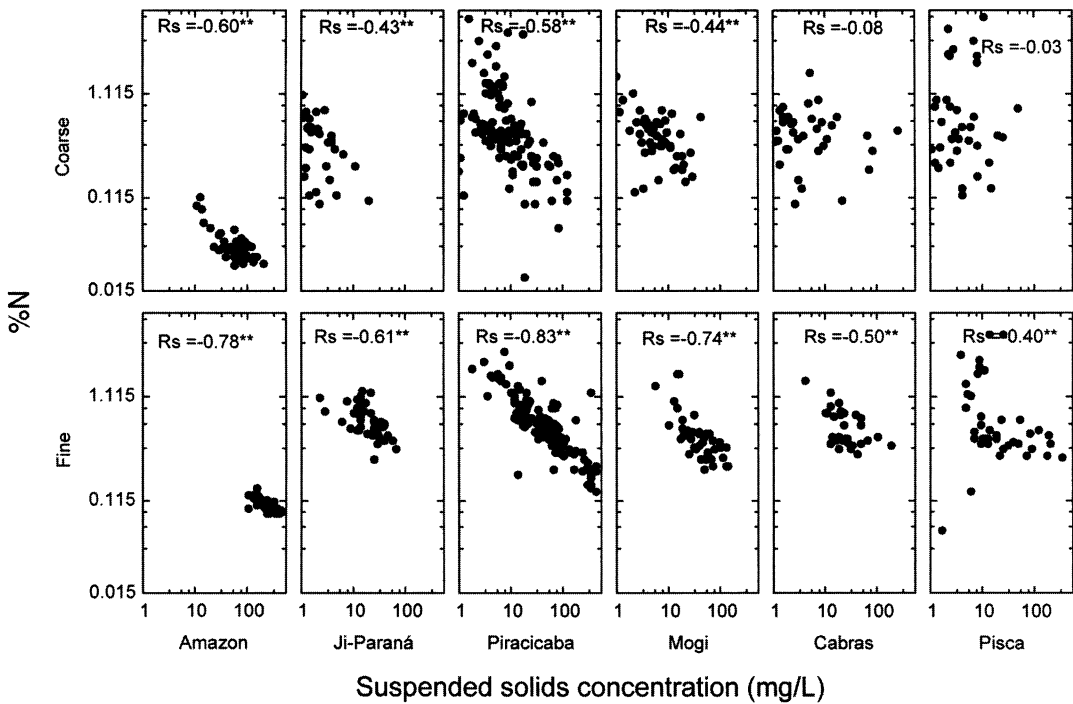 Rs =-0.60** Rs =-0.43** Rs =-0.58** Rs =-0.44** Rs =-0.08
Rs =-0.03
1.115
Coarse
0.115
0.015
%N
Rs =-0.78** Rs =-0.61** Rs =-0.83** Rs =-0.74** Rs =-0.50** Rs =-0.40**
1.115
Fine
0.115
0.015
1 10 100 1 10 100 1 10 100 1 10 100 1 10 100 1 10 100
Amazon Ji-Paraná Piracicaba Mogi Cabras Pisca
Suspended solids concentration (mg/L)